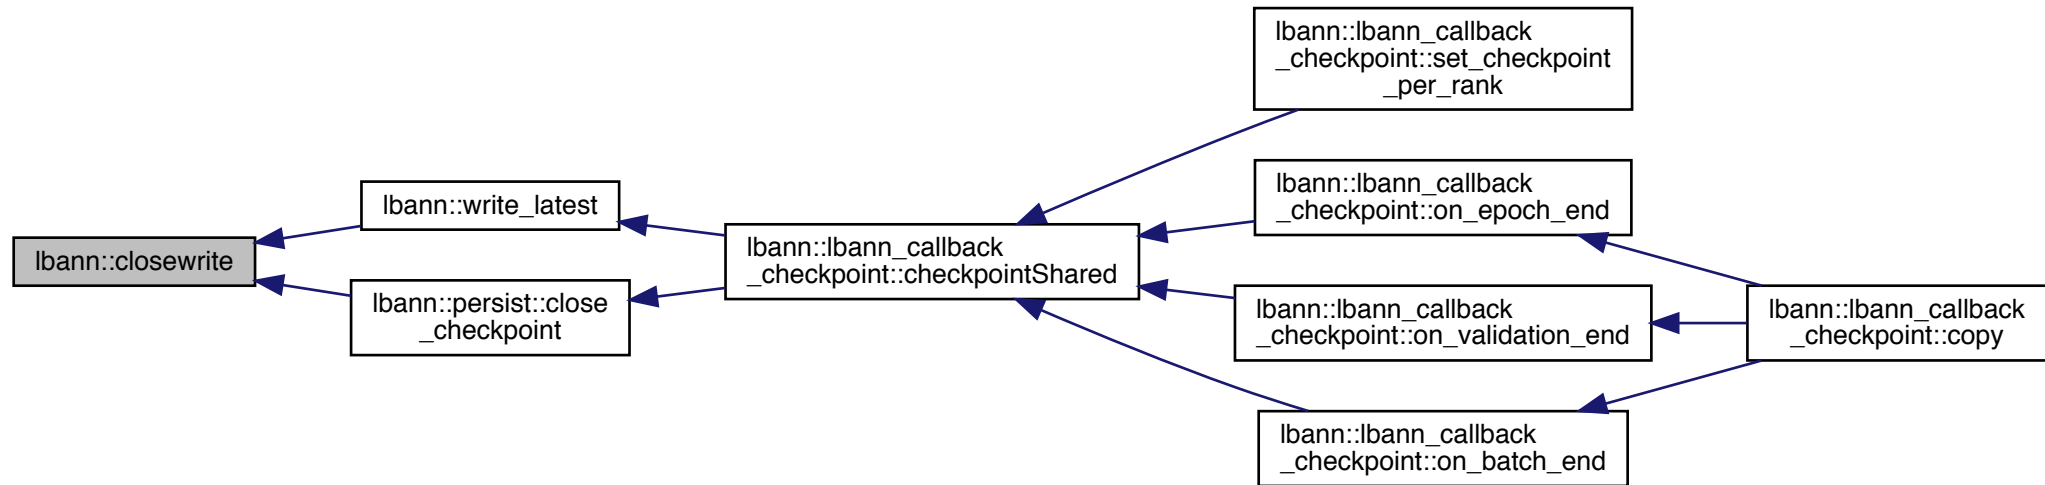 lbann::closewrite
lbann::write_latest
lbann::persist::close
_checkpoint
lbann::lbann_callback
_checkpoint::checkpointShared
lbann::lbann_callback
_checkpoint::set_checkpoint
_per_rank
lbann::lbann_callback
_checkpoint::on_epoch_end
lbann::lbann_callback
_checkpoint::on_validation_end
lbann::lbann_callback
_checkpoint::on_batch_end
lbann::lbann_callback
_checkpoint::copy